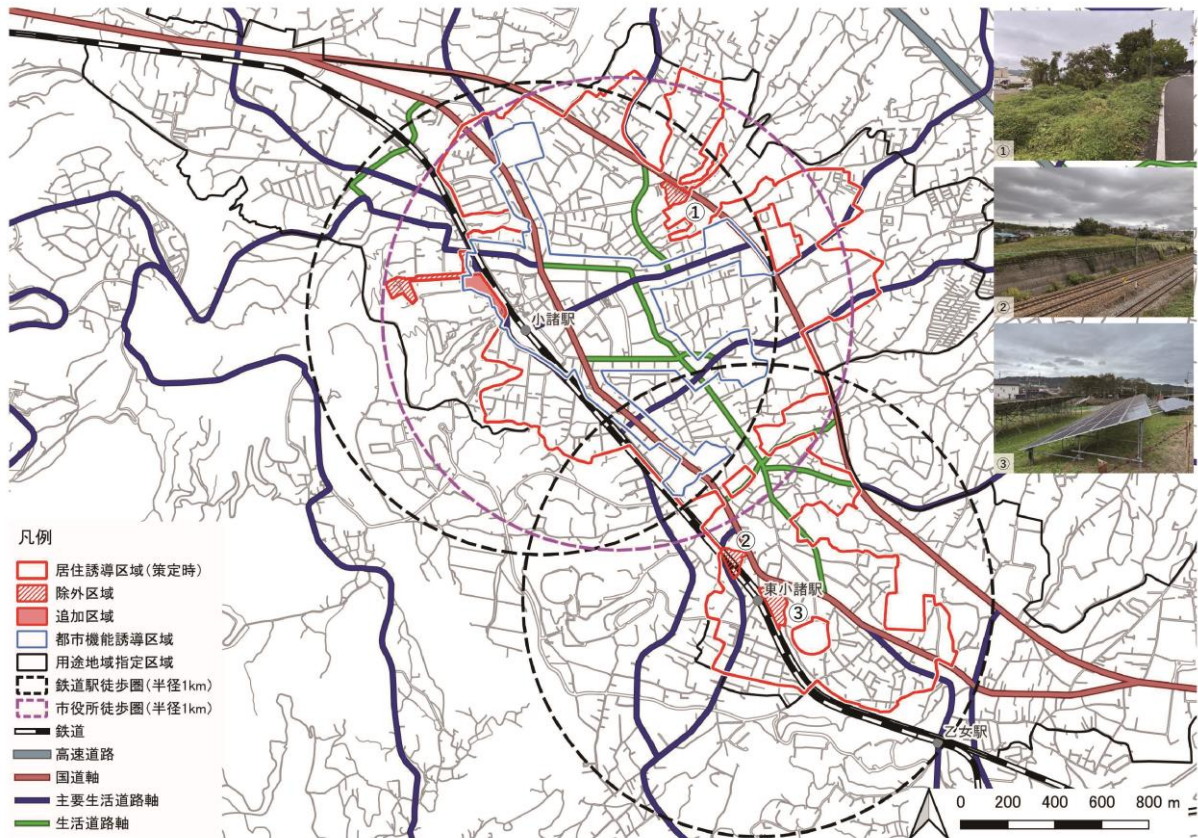 ①
②
③
①
小諸駅
②
東小諸駅
③
乙女駅
凡例
居住誘導区域(策定時)
除外区域
追加区域
都市機能誘導区域
用途地域指定区域
鉄道駅徒歩圏(半径1km)
市役所徒歩圏(半径1km)
鉄道
高速道路
国道軸
主要生活道路軸
生活道路軸
0 200 400 600 800 m